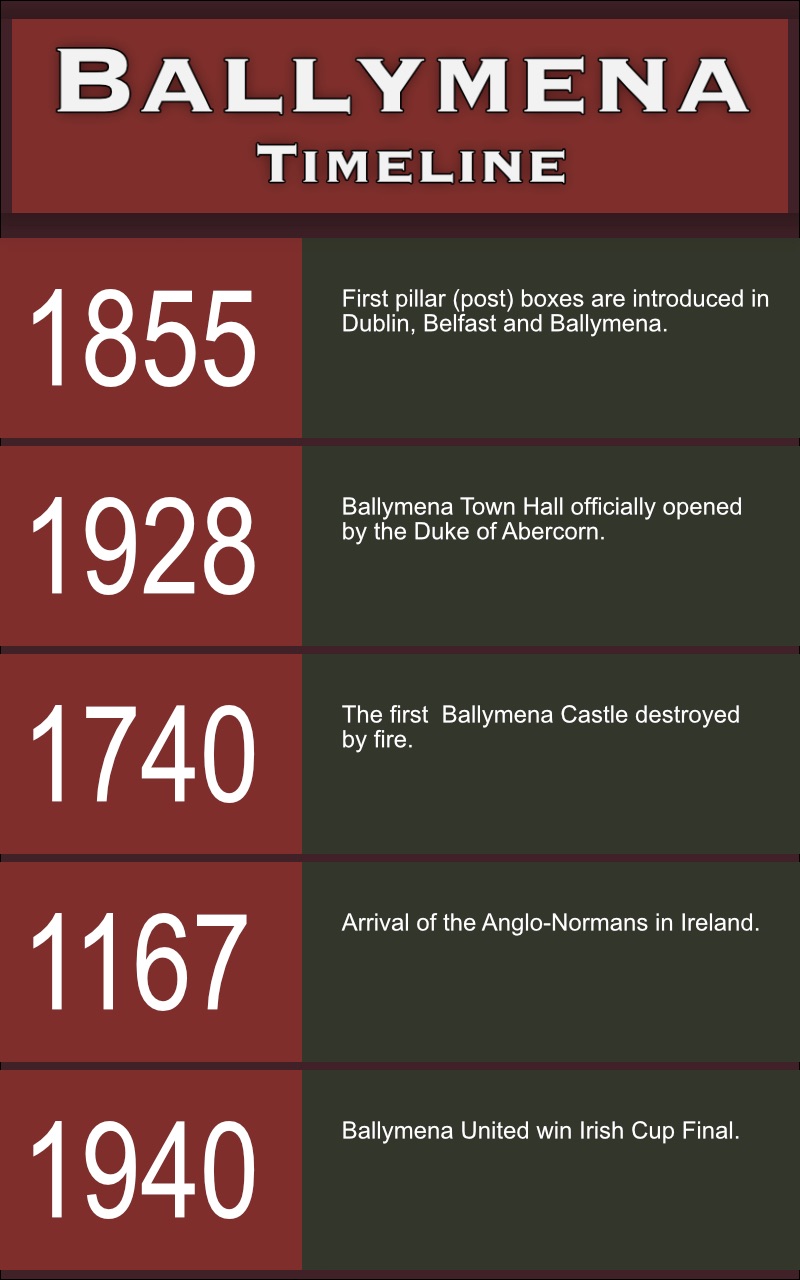 BALLYMENA
TIMELINE
1855
First pillar (post) boxes are introduced in
Dublin, Belfast and Ballymena.
1928
Ballymena Town Hall officially opened
by the Duke of Abercorn.
1740
The first  Ballymena Castle destroyed
by fire.
1167
Arrival of the Anglo-Normans in Ireland.
1940
Ballymena United win Irish Cup Final.